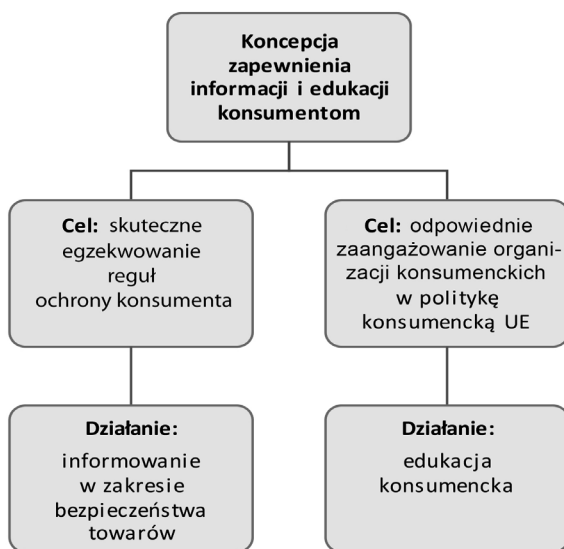 Koncepcja
zapewnienia
informacji i edukacji
konsumentom
Cel: skuteczne
egzekwowanie
reguł
ochrony konsumenta
Cel: odpowiednie
zaangażowanie organi-
zacji konsumenckich
w politykę
konsumencką UE
Działanie:
informowanie
w zakresie
bezpieczeństwa
towarów
Działanie:
edukacja
konsumencka